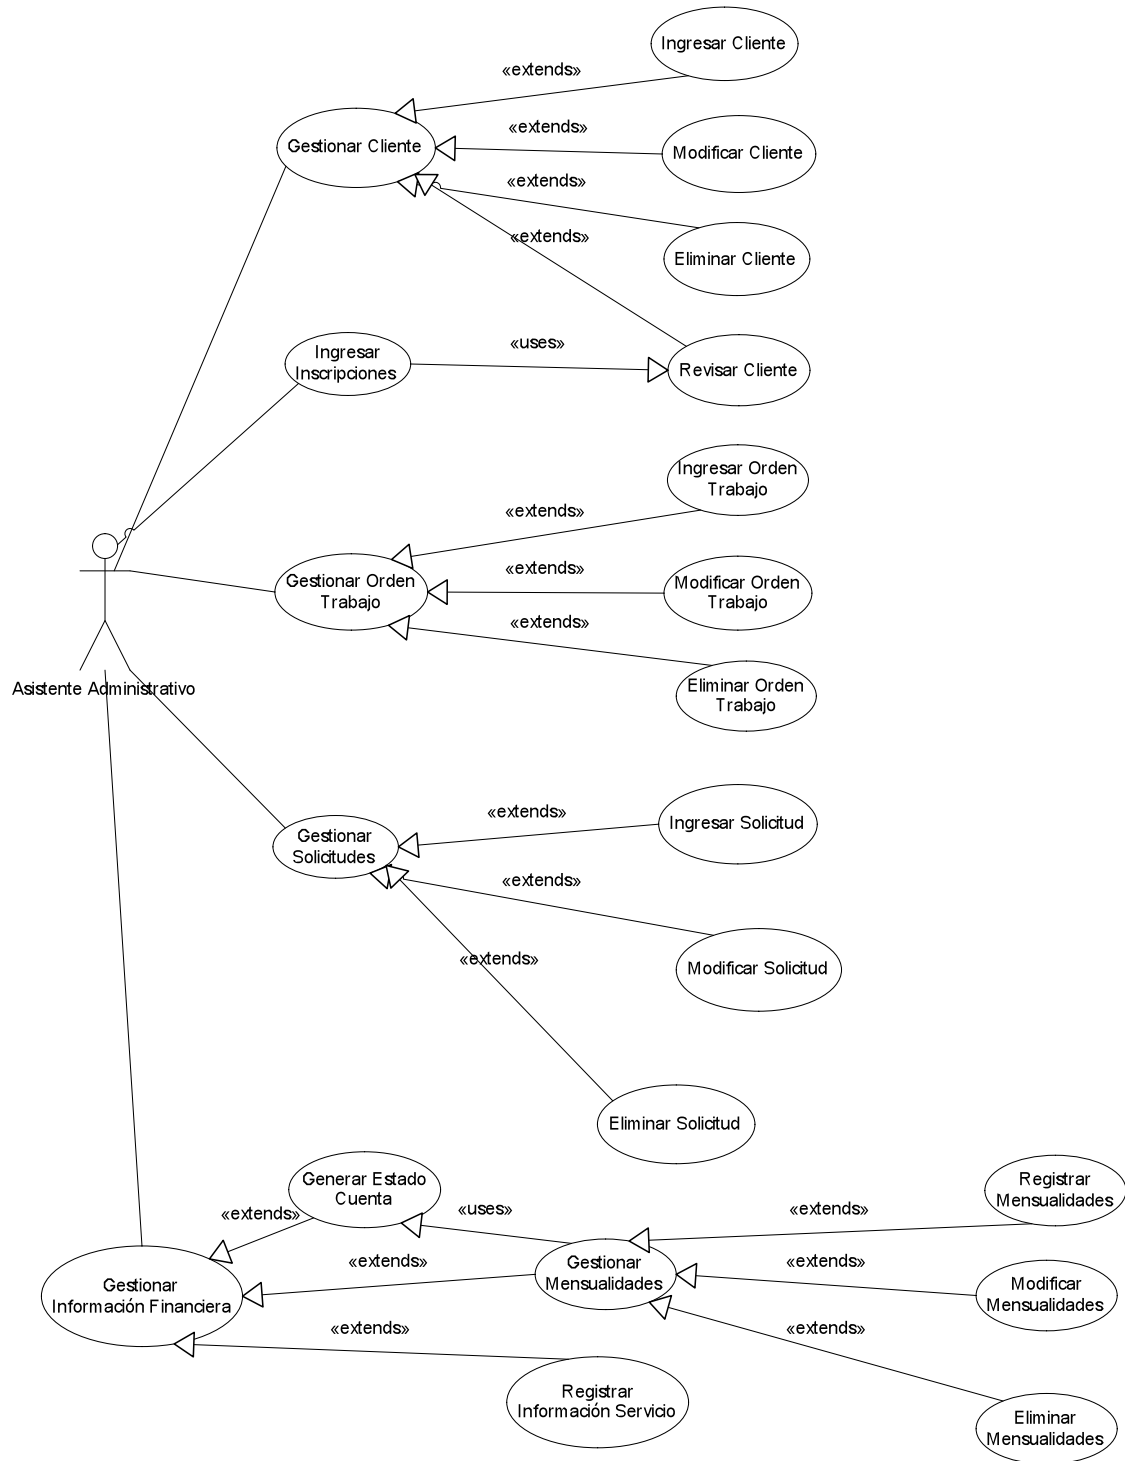 Ingresar Cliente
«extends»
Gestionar Cliente
«extends»
Modificar Cliente
«extends»
«extends»
Eliminar Cliente
Ingresar
Inscripciones
«uses»
Revisar Cliente
Ingresar Orden
Trabajo
«extends»
Gestionar Orden
Trabajo
«extends»
Modificar Orden
Trabajo
«extends»
Eliminar Orden
Trabajo
Asistente Administrativo
«extends»
Ingresar Solicitud
Gestionar
Solicitudes
«extends»
«extends»
Modificar Solicitud
Eliminar Solicitud
Generar Estado
Cuenta
«extends»
«uses»
«extends»
Registrar
Mensualidades
Gestionar
Información Financiera
«extends»
Gestionar
Mensualidades
«extends»
Modificar
Mensualidades
«extends»
«extends»
Registrar
Información Servicio
Eliminar
Mensualidades